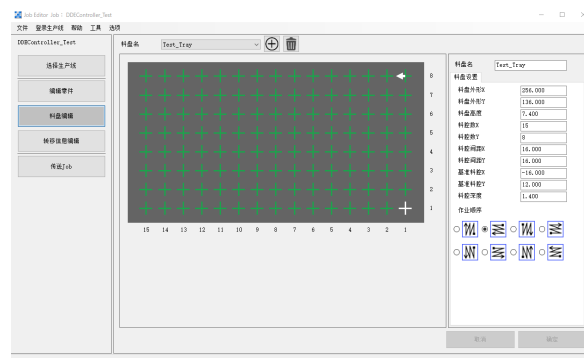 Job Editor Job: DDBController_Test
文件 登录生产线 帮助 工具 选项
DDBController_Test
选择生产线
编辑零件
料盘编辑
转移信息编辑
传送Job
料盘名 Test_Tray
8
7
6
5
4
3
2
1
15 14 13 12 11 10 9 8 7 6 5 4 3 2 1
料盘名 Test_Tray
料盘设置
料盘外形X 256.000
料盘外形Y 136.000
料盘高度 7.400
料腔数X 15
料腔数Y 8
料腔间距X 16.000
料腔间距Y 16.000
基准料腔X -16.000
基准料腔Y 12.000
料腔深度 1.400
作业顺序
取消 确定